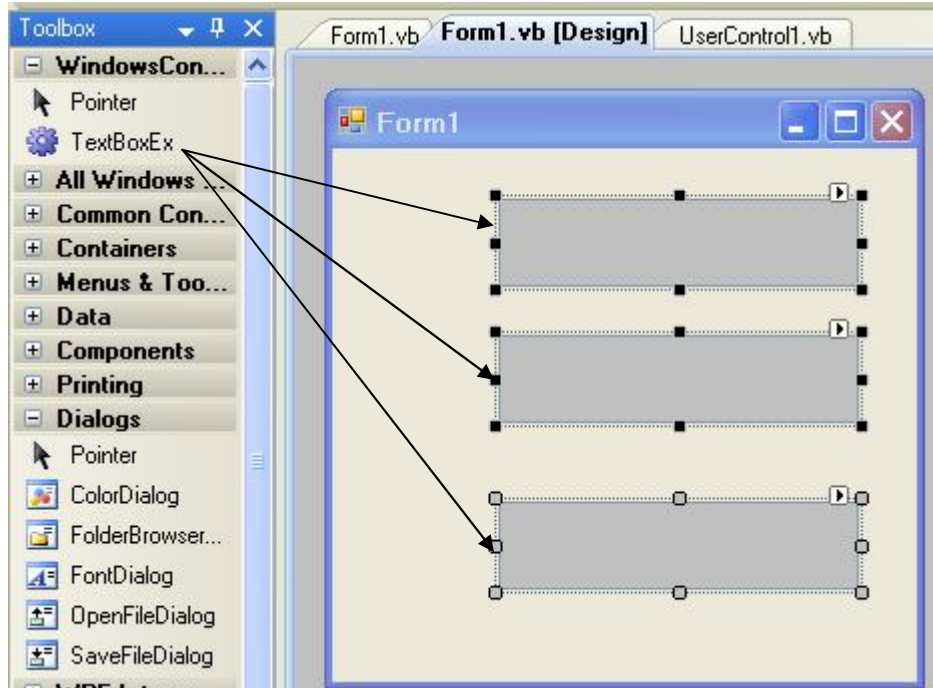 Toolbox
Form1.vb Form1.vb [Design] UserControl1.vb
WindowsCon...
Pointer
TextBoxEx
All Windows ...
Common Con...
Containers
Menus & Too...
Data
Components
Printing
Dialogs
Pointer
ColorDialog
FolderBrowser...
FontDialog
OpenFileDialog
SaveFileDialog
Form1